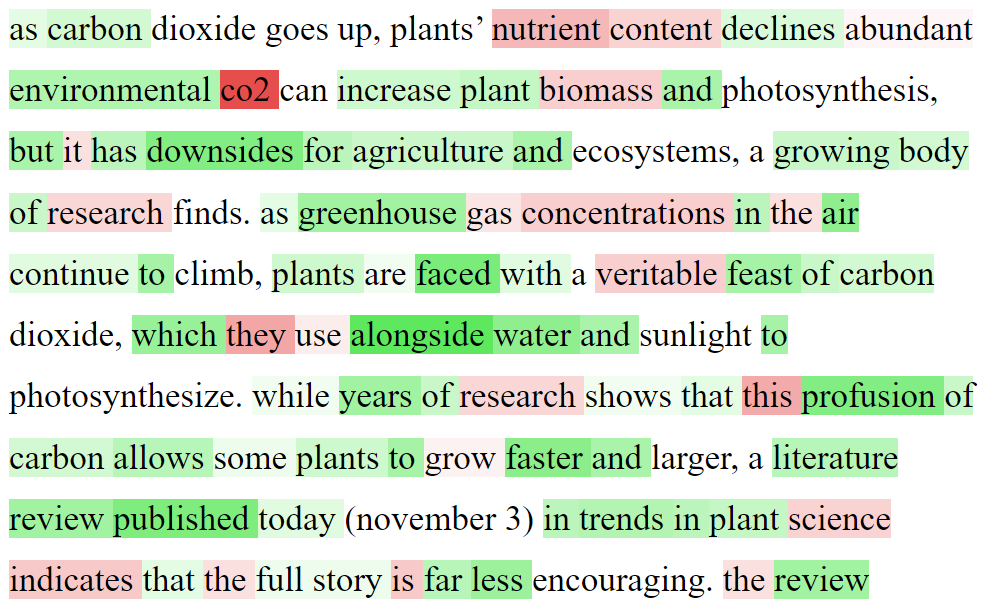 as carbon dioxide goes up, plants’ nutrient content declines abundant
environmental co2 can increase plant biomass and photosynthesis,
but it has downsides for agriculture and ecosystems, a growing body
of research finds. as greenhouse gas concentrations in the air
continue to climb, plants are faced with a veritable feast of carbon
dioxide, which they use alongside water and sunlight to
photosynthesize. while years of research shows that this profusion of
carbon allows some plants to grow faster and larger, a literature
review published today (november 3) in trends in plant science
indicates that the full story is far less encouraging. the review